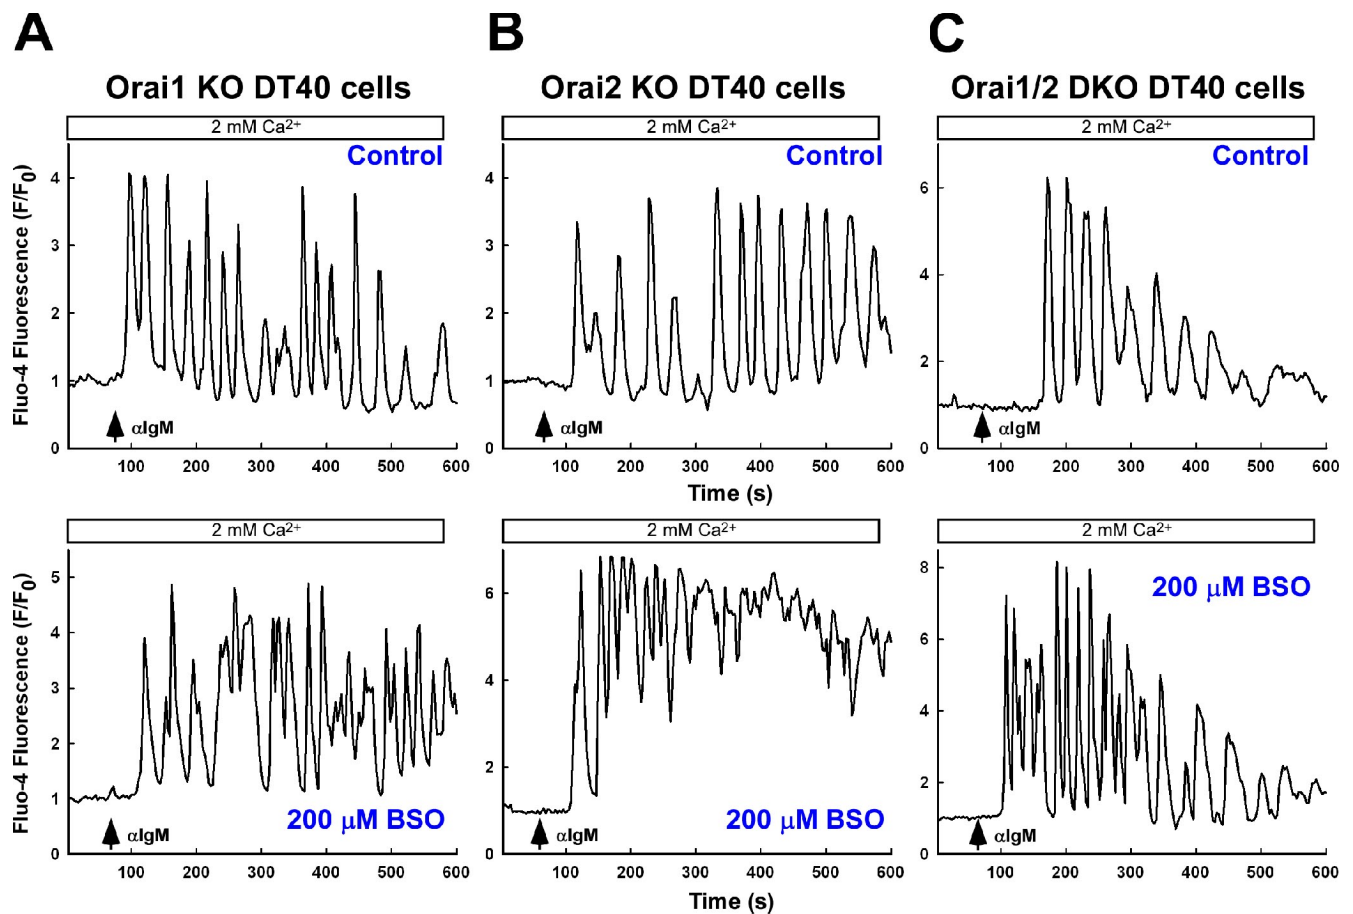 A
B
C
Orai1 KO DT40 cells
Orai2 KO DT40 cells
Orai1/2 DKO DT40 cells
2 mM Ca2+
2 mM Ca2+
2 mM Ca2+
Control
Control
Control
Fluo-4 Fluorescence (F/F0)
4
3
2
1
0
αIgM
100 200 300 400 500 600
4
3
2
1
0
αIgM
100 200 300 400 500 600
Time (s)
6
4
2
0
αIgM
100 200 300 400 500 600
2 mM Ca2+
2 mM Ca2+
2 mM Ca2+
Fluo-4 Fluorescence (F/F0)
5
4
3
2
1
0
200 μM BSO
αIgM
100 200 300 400 500 600
6
4
2
0
200 μM BSO
αIgM
100 200 300 400 500 600
Time (s)
8
6
4
2
0
200 μM BSO
αIgM
100 200 300 400 500 600